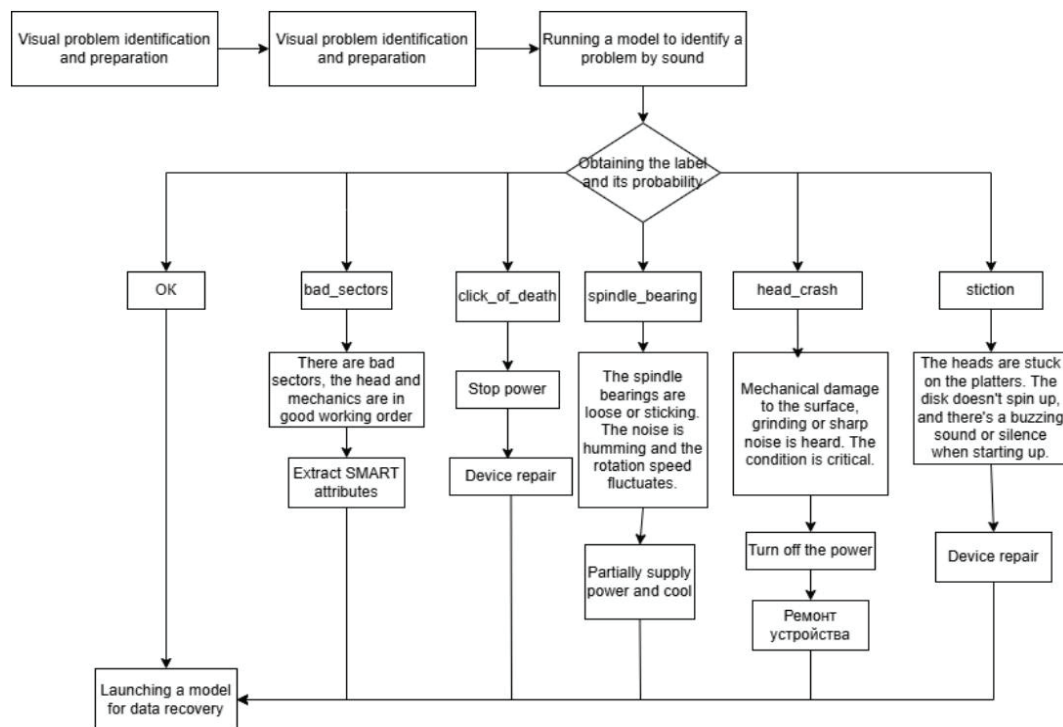 Visual problem identification
and preparation
Visual problem identification
and preparation
Running a model to identify a
problem by sound
Obtaining the label
and its probability
OK
bad_sectors
click_of_death
spindle_bearing
head_crash
stiction
There are bad
sectors, the head and
mechanics are in
good working order
Stop power
The spindle
bearings are
loose or sticking.
The noise is
humming and the
rotation speed
fluctuates.
Mechanical damage
to the surface,
grinding or sharp
noise is heard. The
condition is critical.
The heads are stuck
on the platters. The
disk doesn't spin up,
and there's a buzzing
sound or silence
when starting up.
Extract SMART
attributes
Device repair
Turn off the power
Device repair
Partially supply
power and cool
Ремонт
устройства
Launching a model
for data recovery